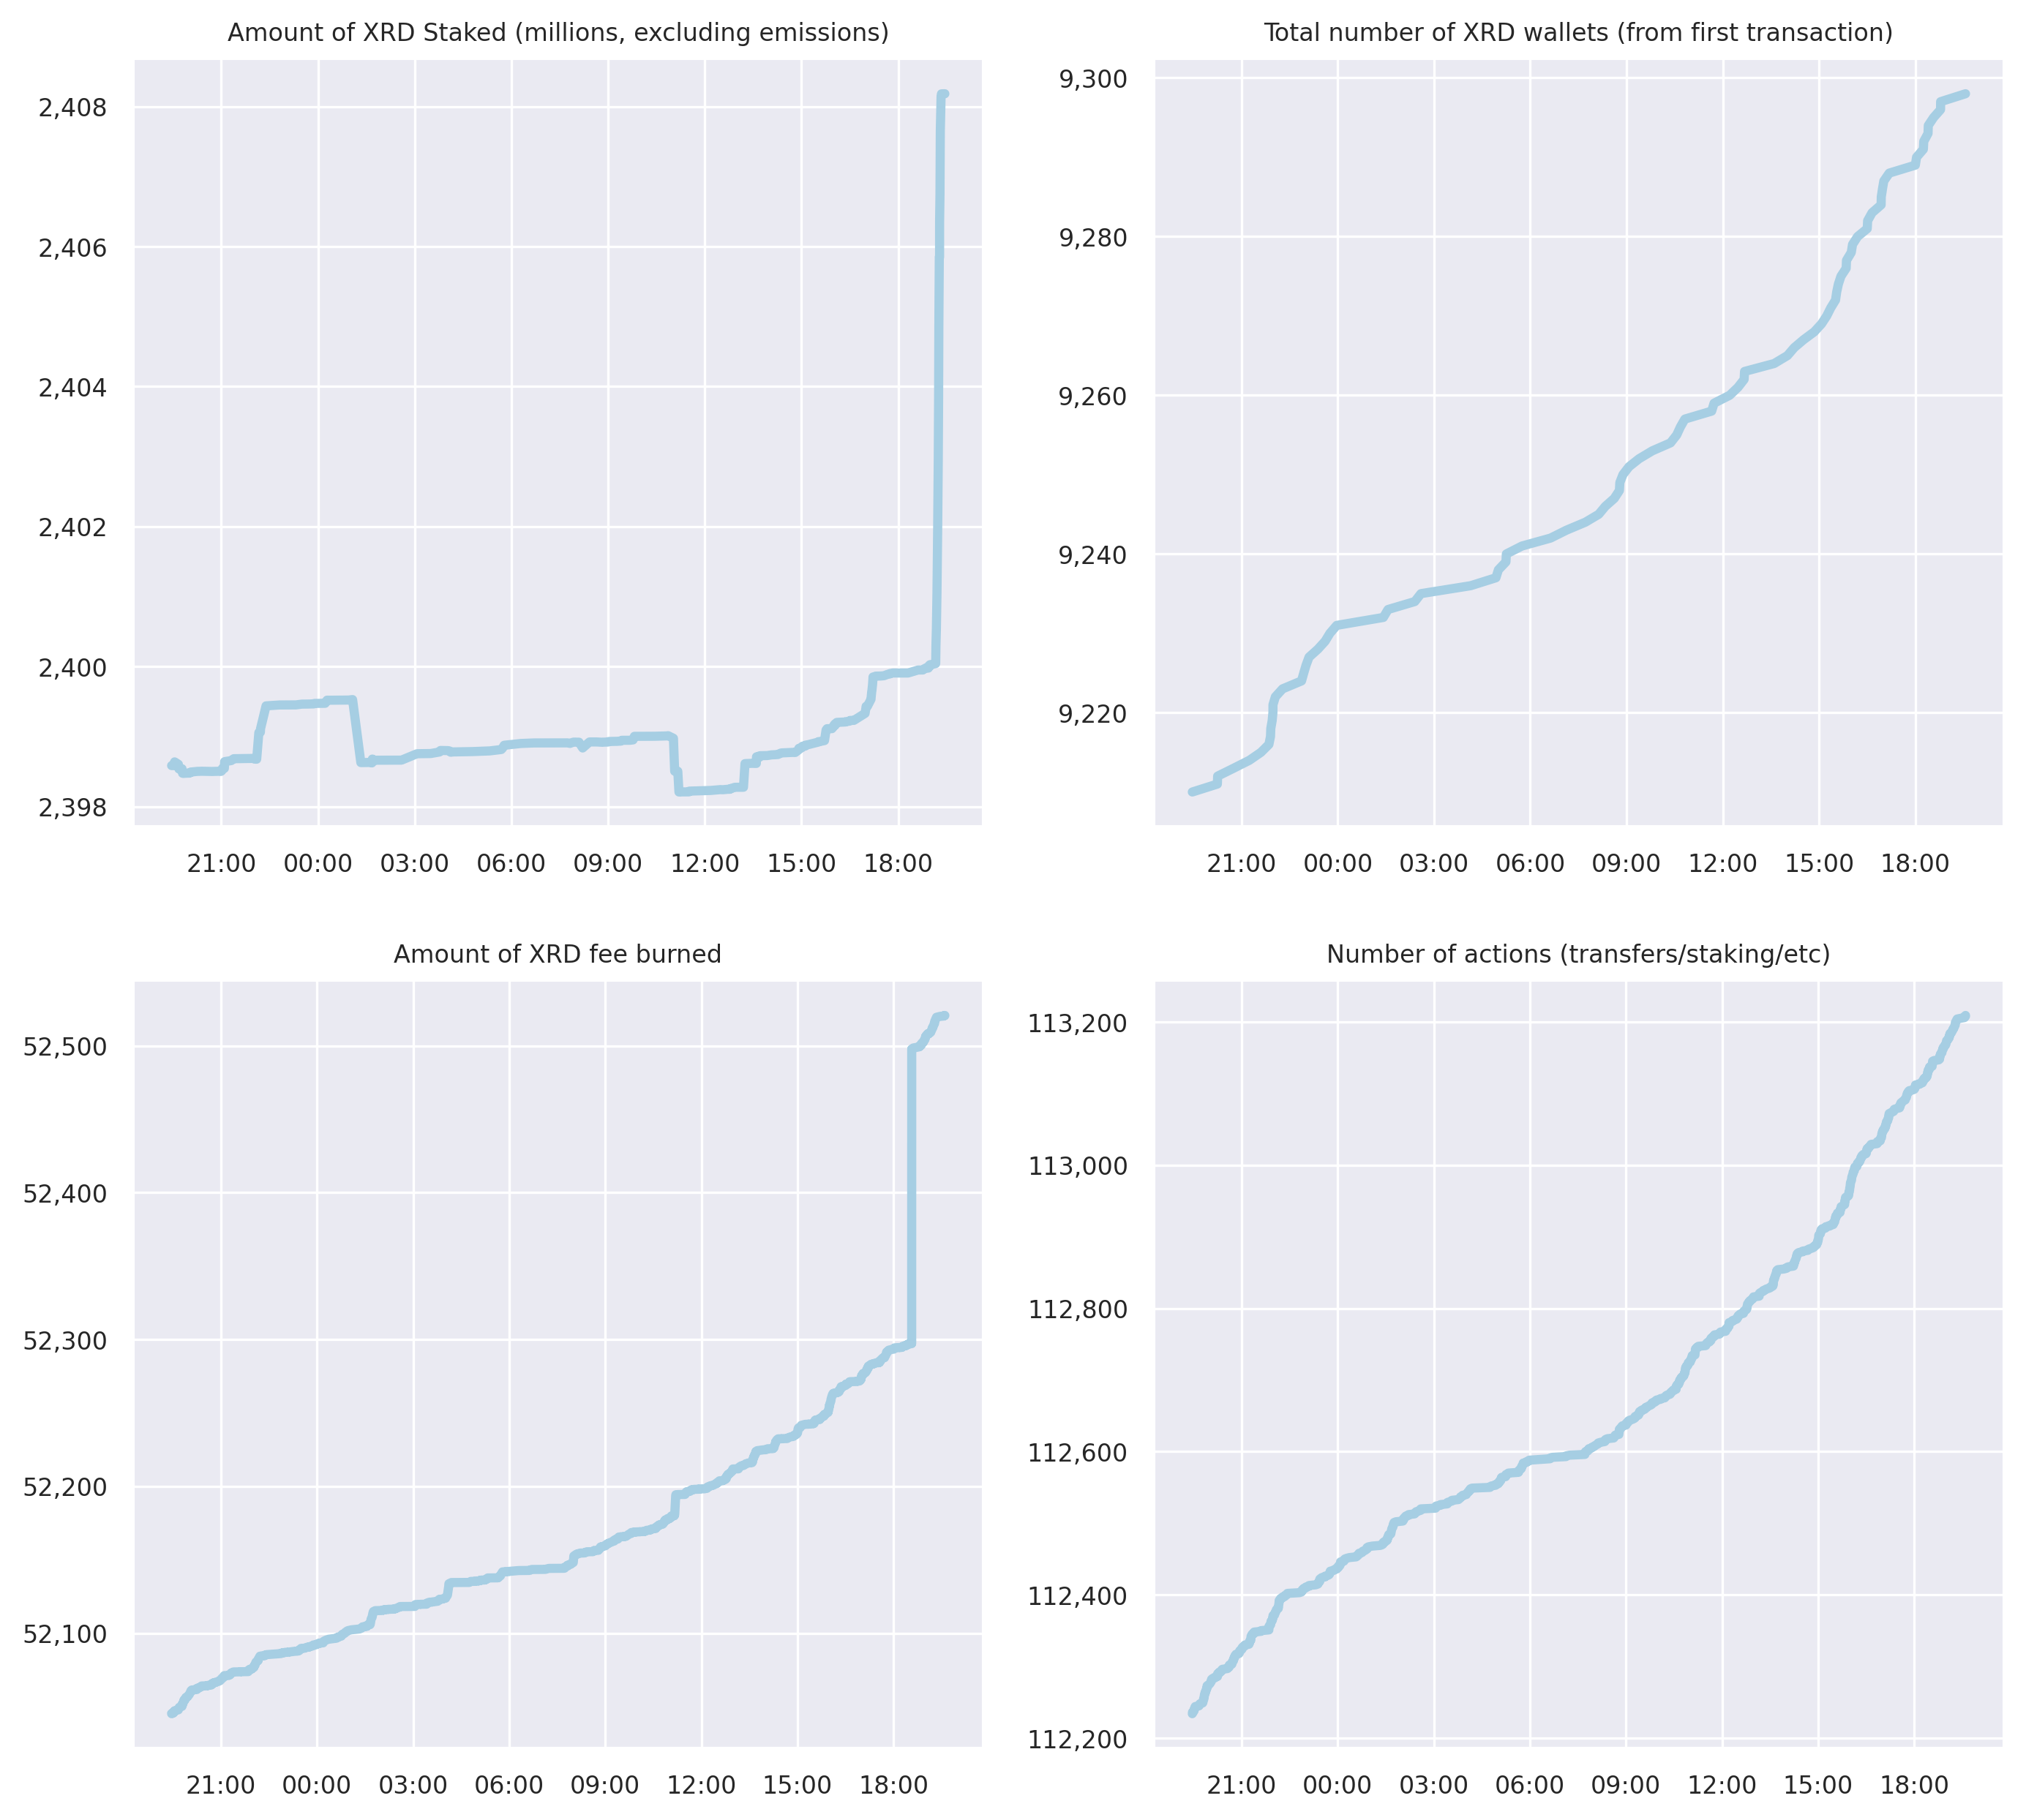 Amount of XRD Staked (millions, excluding emissions)
2,408
2,406
2,404
2,402
2,400
2,398
21:00 00:00 03:00 06:00 09:00 12:00 15:00 18:00
Total number of XRD wallets (from first transaction)
9,300
9,280
9,260
9,240
9,220
21:00 00:00 03:00 06:00 09:00 12:00 15:00 18:00
Amount of XRD fee burned
52,500
52,400
52,300
52,200
52,100
21:00 00:00 03:00 06:00 09:00 12:00 15:00 18:00
Number of actions (transfers/staking/etc)
113,200
113,000
112,800
112,600
112,400
112,200
21:00 00:00 03:00 06:00 09:00 12:00 15:00 18:00